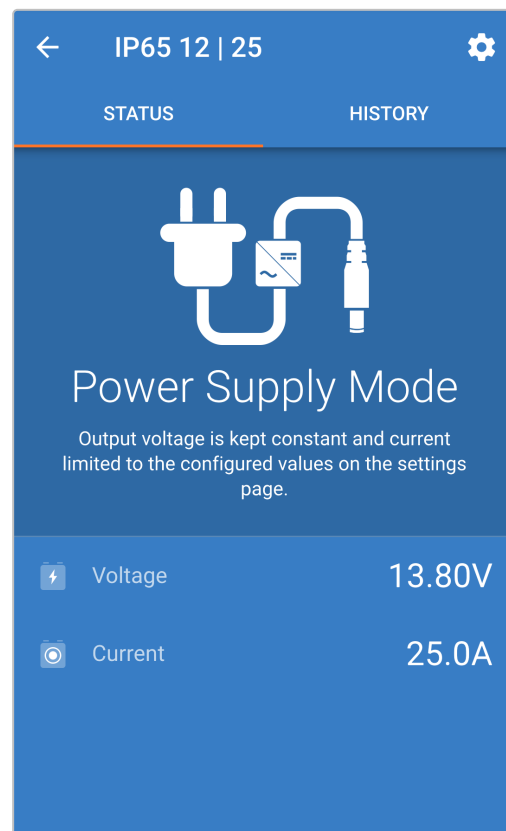 IP65 12 | 25
STATUS
HISTORY
Power Supply Mode
Output voltage is kept constant and current
limited to the configured values on the settings
page.
Voltage
13.80V
Current
25.0A